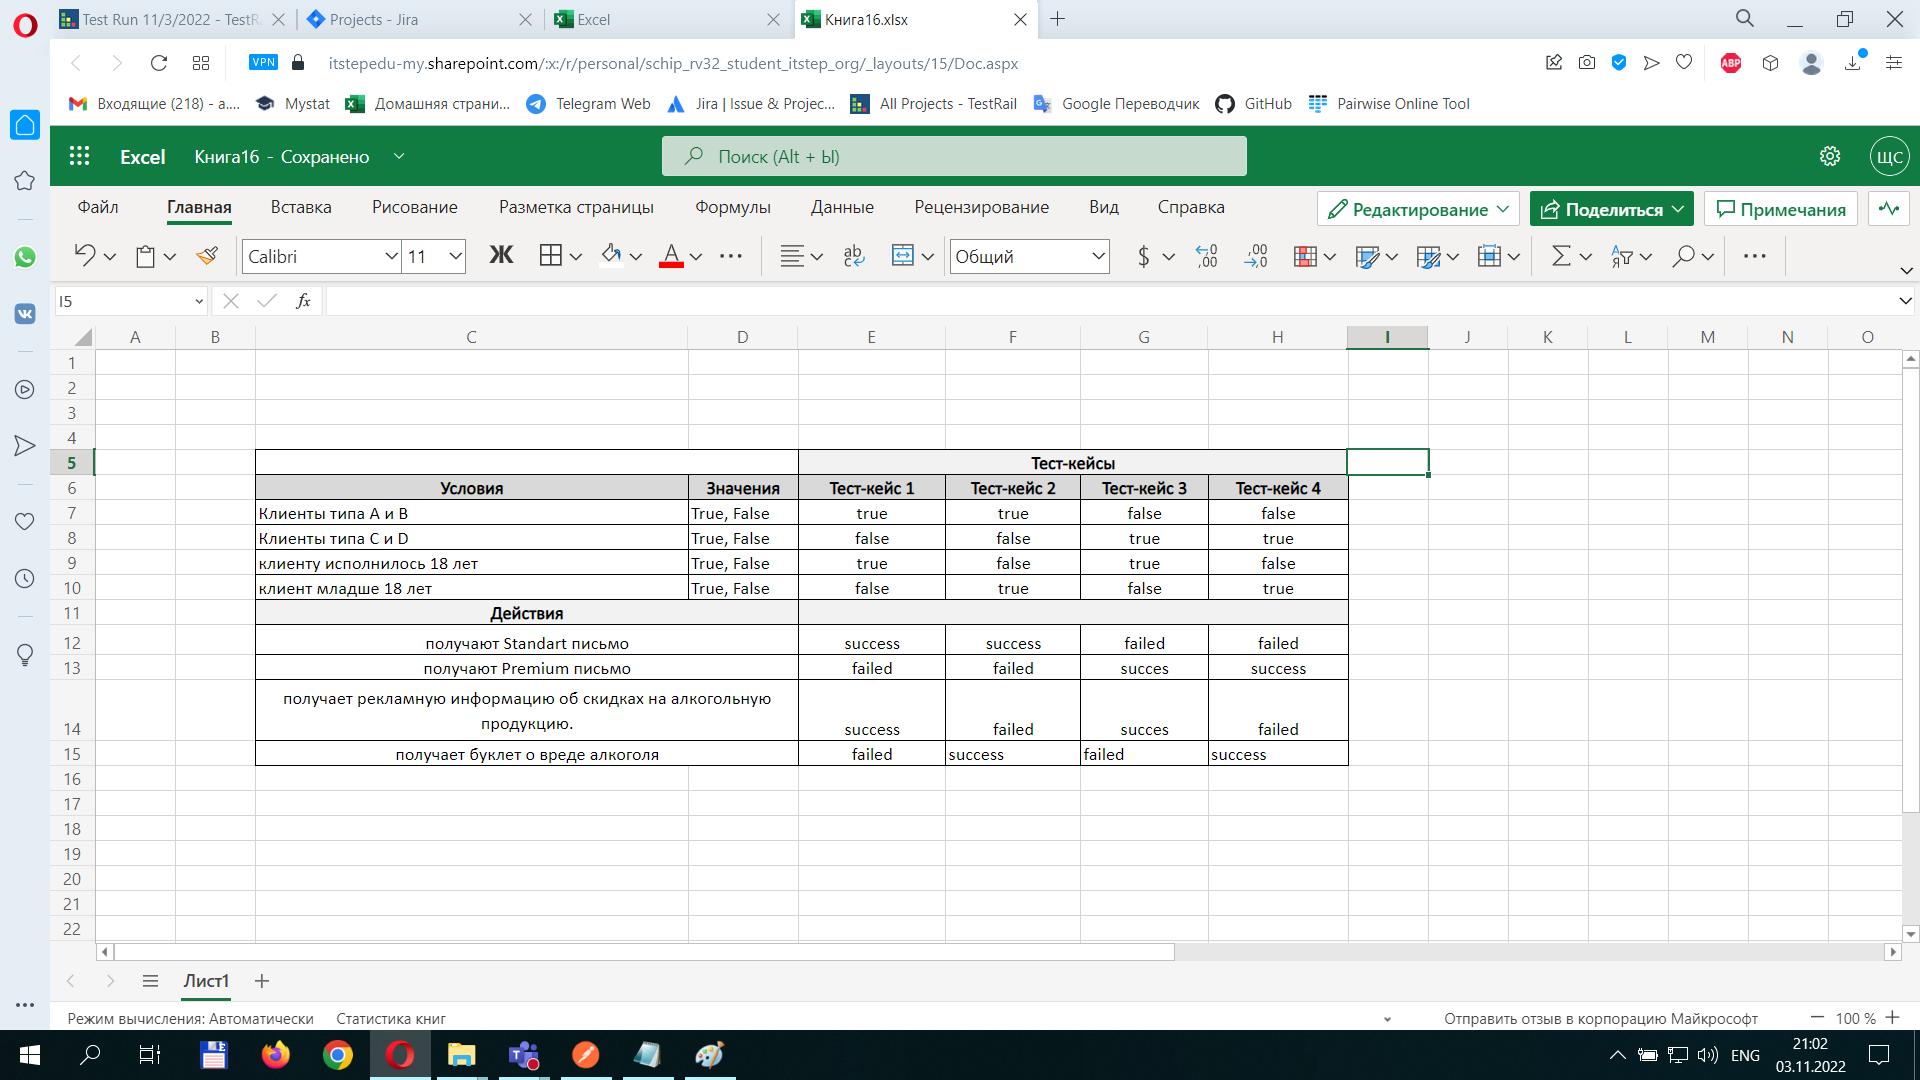 Test Run 11/3/2022 - TestR
Projects - Jira
Excel
Книга16.xlsx
VPN
itstepedu-my.sharepoint.com/:x:/r/personal/schip_rv32_student_itstep_org/_layouts/15/Doc.aspx
ABP
Входящие (218) - a....
Mystat
Домашняя страни...
Telegram Web
Jira | Issue & Projec...
All Projects - TestRail
Google Переводчик
GitHub
Pairwise Online Tool
Excel
Книга16 - Сохранено
Поиск (Alt + Ы)
ЩС
Файл Главная Вставка Рисование Разметка страницы Формулы Данные Рецензирование Вид Справка
Редактирование
Поделиться
Примечания
Calibri
11
Ж
Общий
I5
fx
A B C D E F G H I J K L M N O
1
2
3
4
5 Тест-кейсы
6 Условия Значения Тест-кейс 1 Тест-кейс 2 Тест-кейс 3 Тест-кейс 4
7 Клиенты типа A и B True, False true true false false
8 Клиенты типа C и D True, False false false true true
9 клиенту исполнилось 18 лет True, False true false true false
10 клиент младше 18 лет True, False false true false true
11 Действия
12 получают Standart письмо success success failed failed
13 получают Premium письмо failed failed succes success
получает рекламную информацию об скидках на алкогольную
продукцию.
14 success failed succes failed
15 получает буклет о вреде алкоголя failed success failed success
16
17
18
19
20
21
22
Лист1
Режим вычисления: Автоматически Статистика книг
Отправить отзыв в корпорацию Майкрософт
100 %
ENG
21:02
03.11.2022